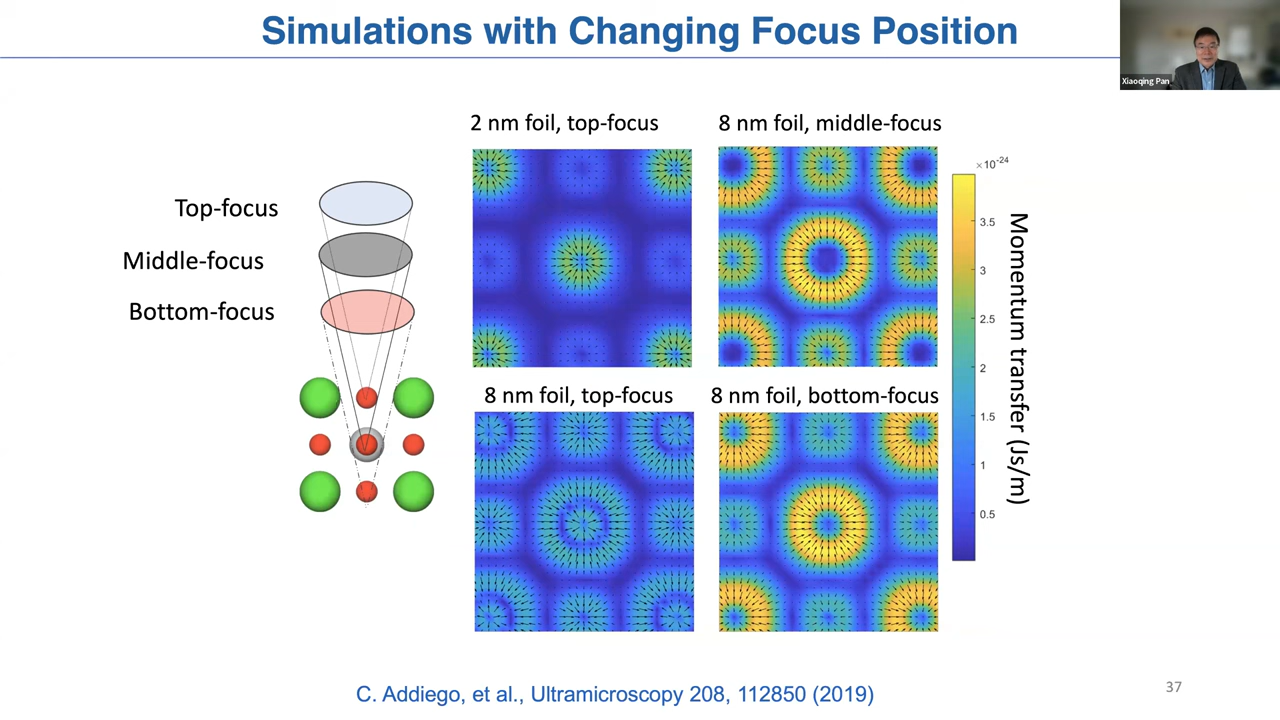 Simulations with Changing Focus Position
Xiaoqing Pan
2 nm foil, top-focus
8 nm foil, middle-focus
Top-focus
Middle-focus
Bottom-focus
×10⁻²⁴
3.5
3
2.5
2
1.5
1
0.5
Momentum transfer (Js/m)
8 nm foil, top-focus
8 nm foil, bottom-focus
C. Addiego, et al., Ultramicroscopy 208, 112850 (2019)
37